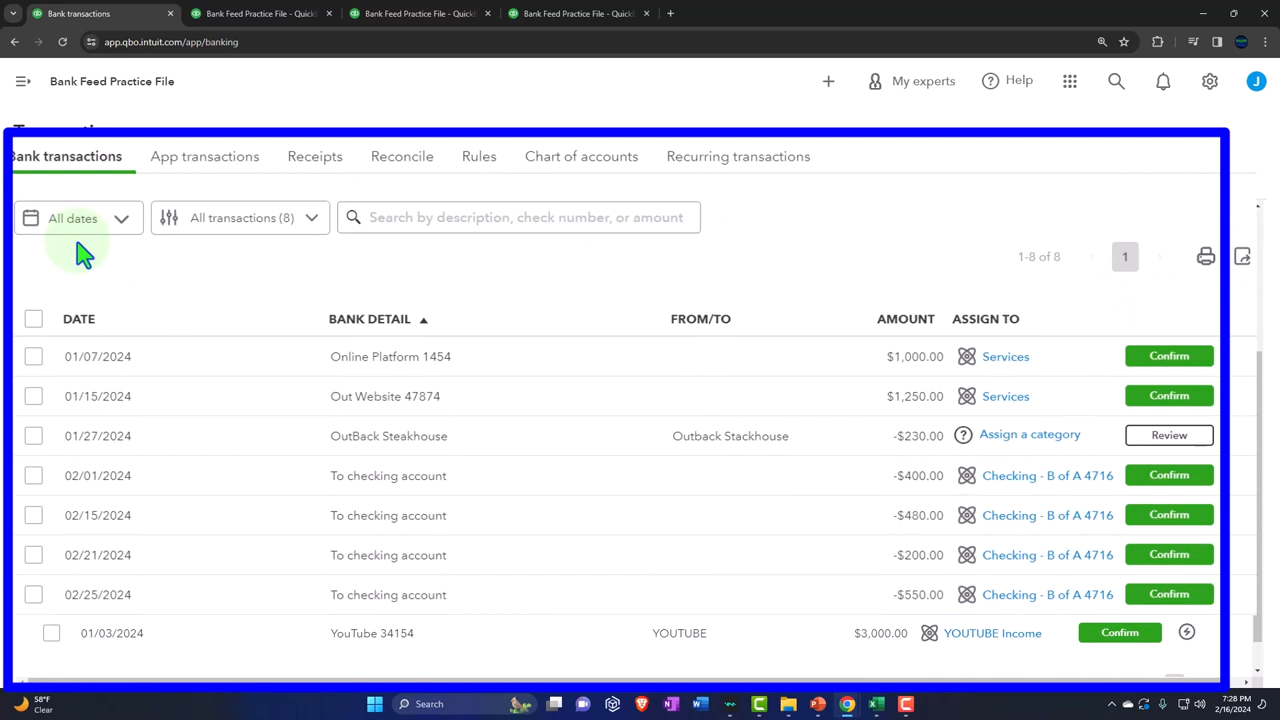 Bank transactions
Bank Feed Practice File - Quick
Bank Feed Practice File - Quick
Bank Feed Practice File - Quick
app.qbo.intuit.com/app/banking
Bank Feed Practice File
My experts
Help
J
Bank transactions App transactions Receipts Reconcile Rules Chart of accounts Recurring transactions
All dates All transactions (8) Search by description, check number, or amount
1-8 of 8 1
DATE BANK DETAIL FROM/TO AMOUNT ASSIGN TO
01/07/2024 Online Platform 1454 $1,000.00 Services Confirm
01/15/2024 Out Website 47874 $1,250.00 Services Confirm
01/27/2024 OutBack Steakhouse Outback Stackhouse -$230.00 Assign a category Review
02/01/2024 To checking account -$400.00 Checking - B of A 4716 Confirm
02/15/2024 To checking account -$480.00 Checking - B of A 4716 Confirm
02/21/2024 To checking account -$200.00 Checking - B of A 4716 Confirm
02/25/2024 To checking account -$550.00 Checking - B of A 4716 Confirm
01/03/2024 YouTube 34154 YOUTUBE $3,000.00 YOUTUBE Income Confirm
58°F
Clear
Search
7:28 PM
2/16/2024